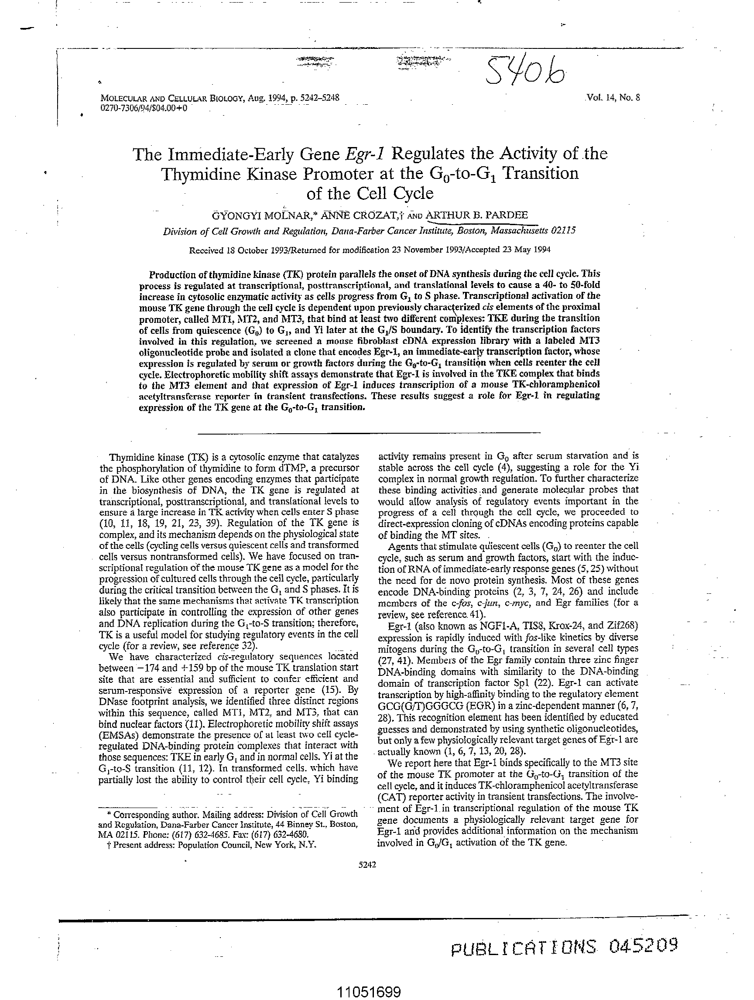 5406
MOLECULAR AND CELLULAR BIOLOGY, Aug. 1994, p. 5242–5248
Vol. 14, No. 8
0270-7306/94/$04.00+0
The Immediate-Early Gene Egr-1 Regulates the Activity of the
Thymidine Kinase Promoter at the G₀-to-G₁ Transition
of the Cell Cycle
GYONGYI MOLNAR,* ANNE CROZAT,† AND ARTHUR B. PARDEE
Division of Cell Growth and Regulation, Dana-Farber Cancer Institute, Boston, Massachusetts 02115
Received 18 October 1993/Returned for modification 23 November 1993/Accepted 23 May 1994
Production of thymidine kinase (TK) protein parallels the onset of DNA synthesis during the cell cycle. This
process is regulated at transcriptional, posttranscriptional, and translational levels to cause a 40- to 50-fold
increase in cytosolic enzymatic activity as cells progress from G₁ to S phase. Transcriptional activation of the
mouse TK gene through the cell cycle is dependent upon previously characterized cis elements of the proximal
promoter, called MT1, MT2, and MT3, that bind at least two different complexes: TKE during the transition
of cells from quiescence (G₀) to G₁, and Yi later at the G₁/S boundary. To identify the transcription factors
involved in this regulation, we screened a mouse fibroblast cDNA expression library with a labeled MT3
oligonucleotide probe and isolated a clone that encodes Egr-1, an immediate-early transcription factor, whose
expression is regulated by serum or growth factors during the G₀-to-G₁ transition when cells reenter the cell
cycle. Electrophoretic mobility shift assays demonstrate that Egr-1 is involved in the TKE complex that binds
to the MT3 element and that expression of Egr-1 induces transcription of a mouse TK-chloramphenicol
acetyltransferase reporter in transient transfections. These results suggest a role for Egr-1 in regulating
expression of the TK gene at the G₀-to-G₁ transition.
Thymidine kinase (TK) is a cytosolic enzyme that catalyzes
the phosphorylation of thymidine to form dTMP, a precursor
of DNA. Like other genes encoding enzymes that participate
in the biosynthesis of DNA, the TK gene is regulated at
transcriptional, posttranscriptional, and translational levels to
ensure a large increase in TK activity when cells enter S phase
(10, 11, 18, 19, 21, 23, 39). Regulation of the TK gene is
complex, and its mechanism depends on the physiological state
of the cells (cycling cells versus quiescent cells and transformed
cells versus nontransformed cells). We have focused on tran-
scriptional regulation of the mouse TK gene as a model for the
progression of cultured cells through the cell cycle, particularly
during the critical transition between the G₁ and S phases. It is
likely that the same mechanisms that activate TK transcription
also participate in controlling the expression of other genes
and DNA replication during the G₁-to-S transition; therefore,
TK is a useful model for studying regulatory events in the cell
cycle (for a review, see reference 32).
We have characterized cis-regulatory sequences located
between −174 and +159 bp of the mouse TK translation start
site that are essential and sufficient to confer efficient and
serum-responsive expression of a reporter gene (15). By
DNase footprint analysis, we identified three distinct regions
within this sequence, called MT1, MT2, and MT3, that can
bind nuclear factors (11). Electrophoretic mobility shift assays
(EMSAs) demonstrate the presence of at least two cell cycle-
regulated DNA-binding protein complexes that interact with
those sequences: TKE in early G₁ and in normal cells, Yi at the
G₁-to-S transition (11, 12). In transformed cells, which have
partially lost the ability to control their cell cycle, Yi binding
* Corresponding author. Mailing address: Division of Cell Growth
and Regulation, Dana-Farber Cancer Institute, 44 Binney St., Boston,
MA 02115. Phone: (617) 632-4685. Fax: (617) 632-4680.
† Present address: Population Council, New York, N.Y.
activity remains present in G₀ after serum starvation and is
stable across the cell cycle (4), suggesting a role for the Yi
complex in normal growth regulation. To further characterize
these binding activities and generate molecular probes that
would allow analysis of regulatory events important in the
progress of a cell through the cell cycle, we proceeded to
direct-expression cloning of cDNAs encoding proteins capable
of binding the MT sites.
Agents that stimulate quiescent cells (G₀) to reenter the cell
cycle, such as serum and growth factors, start with the induc-
tion of RNA of immediate-early response genes (5, 25) without
the need for de novo protein synthesis. Most of these genes
encode DNA-binding proteins (2, 3, 7, 24, 26) and include
members of the c-fos, c-jun, c-myc, and Egr families (for a
review, see reference 41).
Egr-1 (also known as NGF1-A, TIS8, Krox-24, and Zif268)
expression is rapidly induced with fos-like kinetics by diverse
mitogens during the G₀-to-G₁ transition in several cell types
(27, 41). Members of the Egr family contain three zinc finger
DNA-binding domains with similarity to the DNA-binding
domain of transcription factor Sp1 (22). Egr-1 can activate
transcription by high-affinity binding to the regulatory element
GCG(G/T)GGGCG (EGR) in a zinc-dependent manner (6, 7,
28). This recognition element has been identified by educated
guesses and demonstrated by using synthetic oligonucleotides,
but only a few physiologically relevant target genes of Egr-1 are
actually known (1, 6, 7, 13, 20, 28).
We report here that Egr-1 binds specifically to the MT3 site
of the mouse TK promoter at the G₀-to-G₁ transition of the
cell cycle, and it induces TK-chloramphenicol acetyltransferase
(CAT) reporter activity in transient transfections. The involve-
ment of Egr-1 in transcriptional regulation of the mouse TK
gene documents a physiologically relevant target gene for
Egr-1 and provides additional information on the mechanism
involved in G₀/G₁ activation of the TK gene.
5242
PUBLICATIONS 045209
11051699